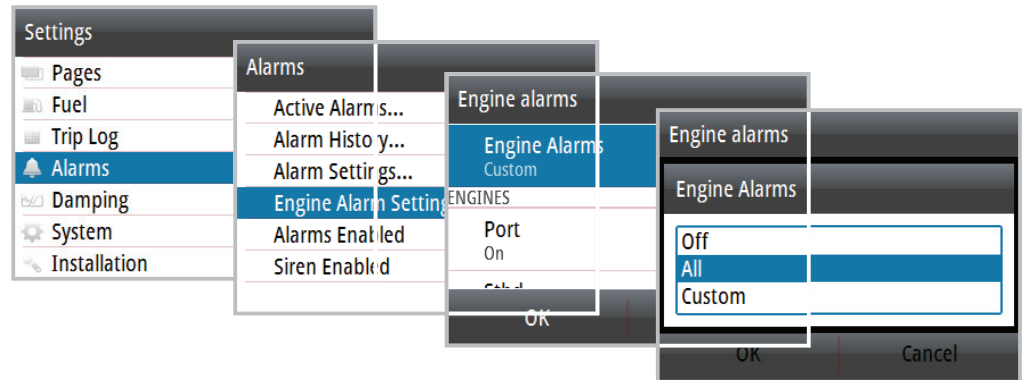 Settings
Pages
Fuel
Trip Log
Alarms
Damping
System
Installation
Alarms
Active Alarms...
Alarm History...
Alarm Settings...
Engine Alarm Setting
Alarms Enabled
Siren Enabled
Engine alarms
Engine Alarms
Custom
ENGINES
Port
On
Stbd
OK
Engine alarms
Engine Alarms
Off
All
Custom
OK
Cancel